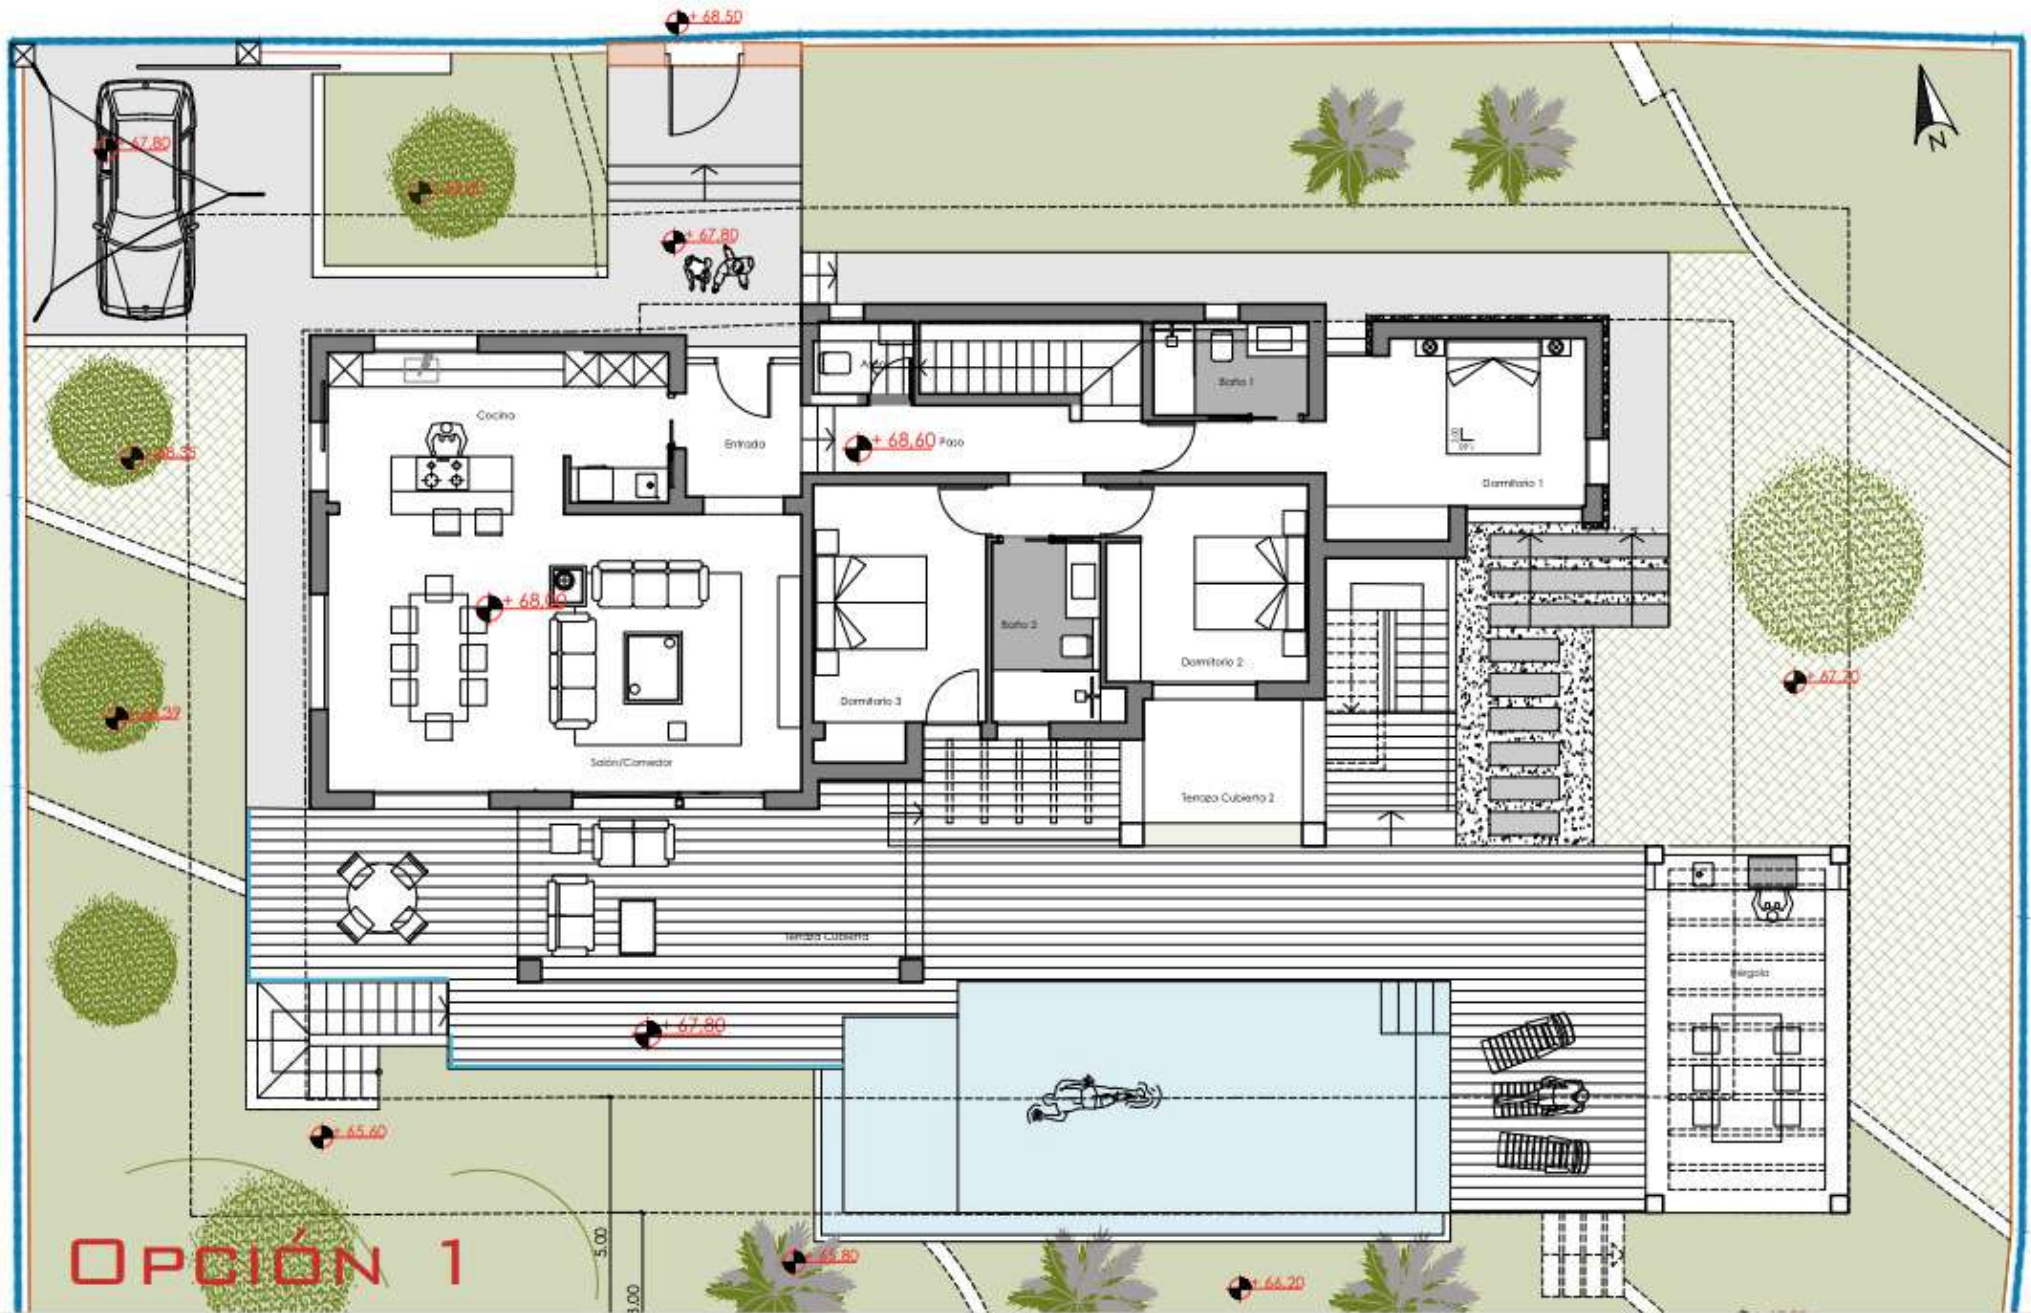 + 68.50
+ 67.80
+ 67.80
N
Cocina
Entrada
+ 68,60 Paso
Baño 1
Dormitorio 1
+ 68,00
Baño 2
Dormitorio 2
Dormitorio 3
+ 67.20
Salón/Comedor
Terraza Cubierta 2
Terraza Cubierta
Pérgola
+ 67,80
+ 65.60
5.00
OPCIÓN 1
+ 65.80
+ 66.20